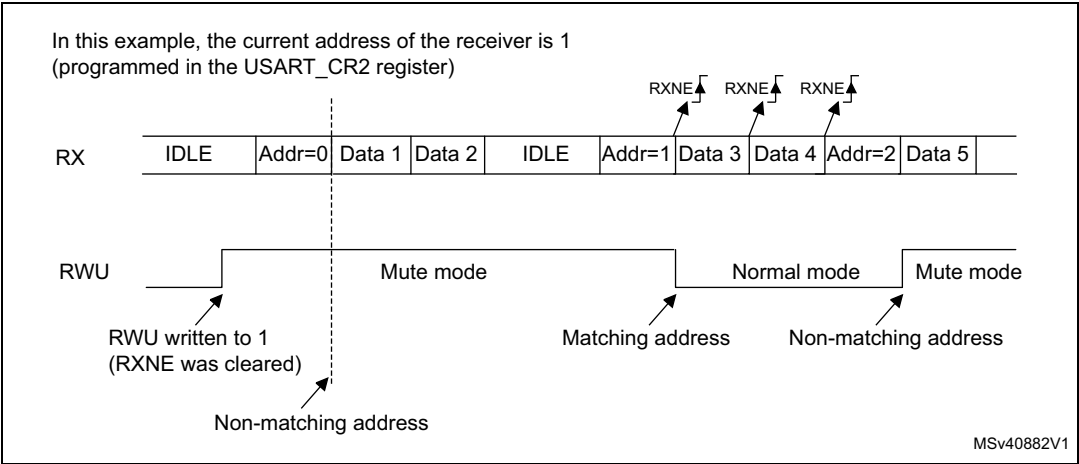 In this example, the current address of the receiver is 1
(programmed in the USART_CR2 register)
RXNE RXNE RXNE
RX IDLE Addr=0 Data 1 Data 2 IDLE Addr=1 Data 3 Data 4 Addr=2 Data 5
RWU Mute mode Normal mode Mute mode
RWU written to 1 Matching address Non-matching address
(RXNE was cleared)
Non-matching address
MSv40882V1